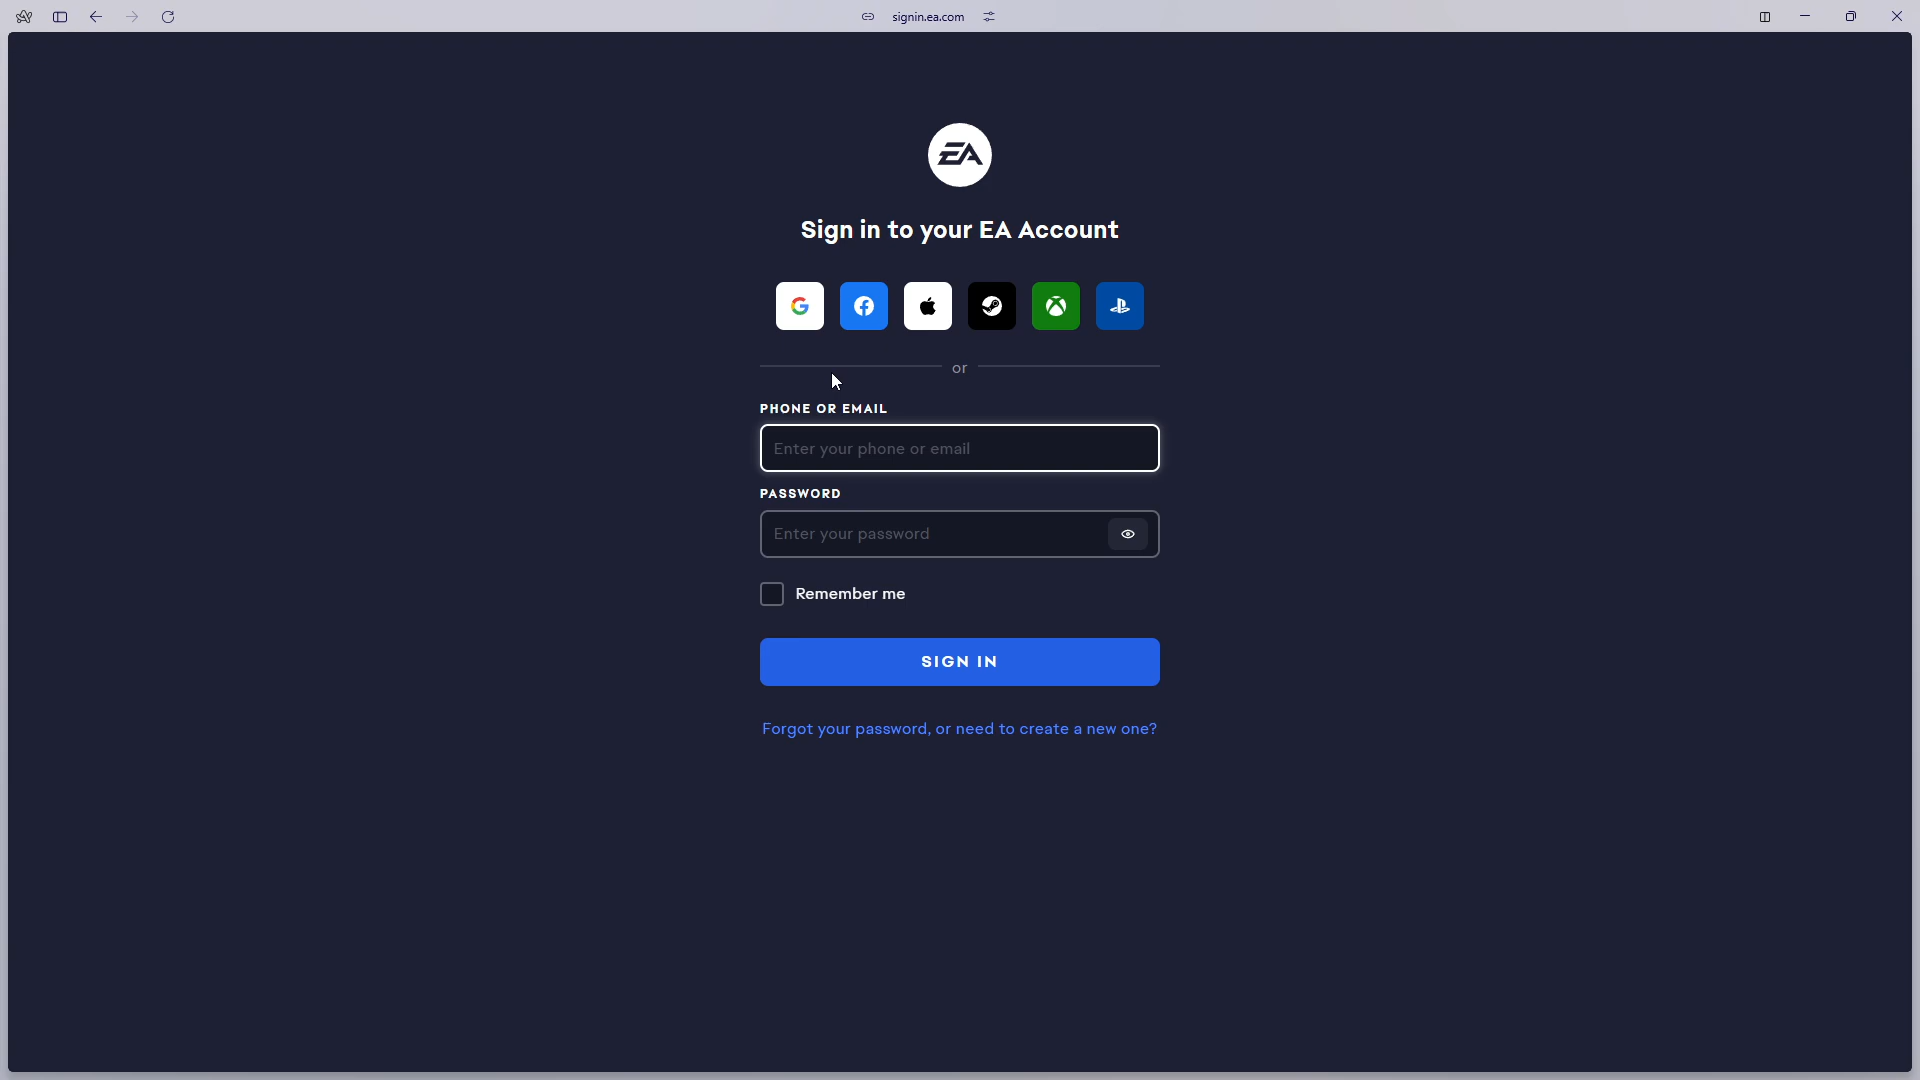 signin.ea.com
EA
Sign in to your EA Account
or
PHONE OR EMAIL
Enter your phone or email
PASSWORD
Enter your password
Remember me
SIGN IN
Forgot your password, or need to create a new one?